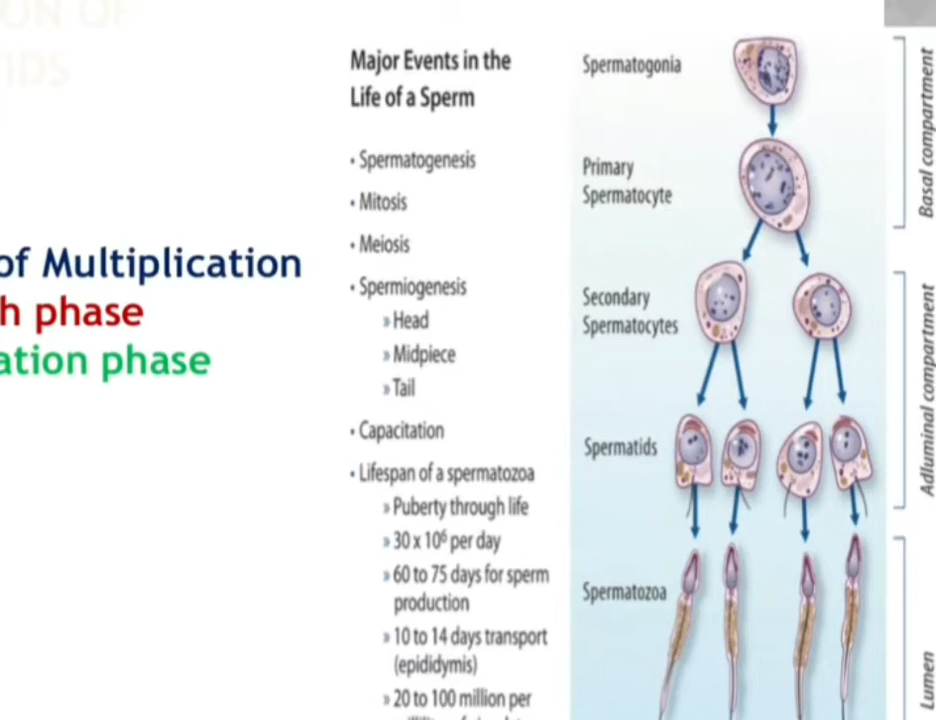 ON OF
IDS
of Multiplication
h phase
ation phase
Major Events in the
Life of a Sperm
• Spermatogenesis
• Mitosis
• Meiosis
• Spermiogenesis
» Head
» Midpiece
» Tail
• Capacitation
• Lifespan of a spermatozoa
» Puberty through life
» 30 x 10⁶ per day
» 60 to 75 days for sperm
production
» 10 to 14 days transport
(epididymis)
» 20 to 100 million per
Spermatogonia
Primary
Spermatocyte
Secondary
Spermatocytes
Spermatids
Spermatozoa
Basal compartment
Adluminal compartment
Lumen